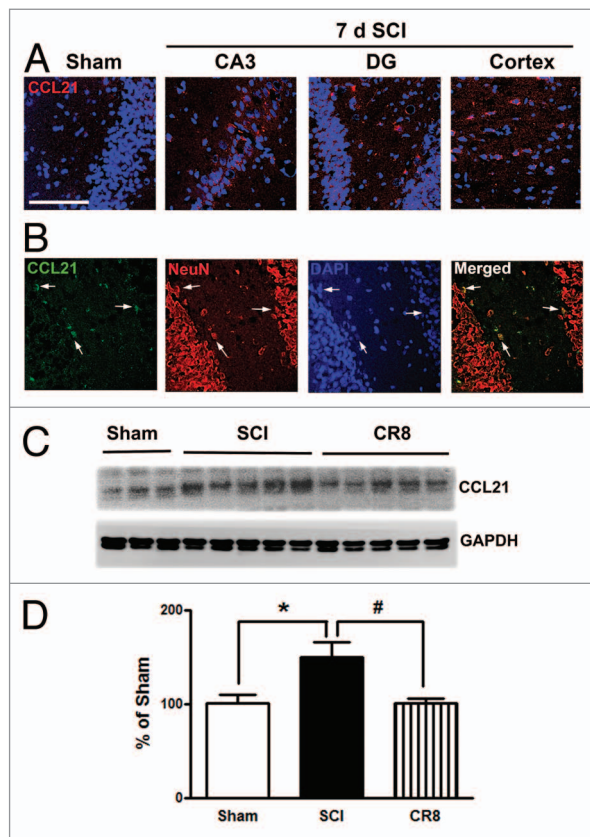 7 d SCI
A
Sham CA3 DG Cortex
CCL21
B
CCL21 NeuN DAPI Merged
C
Sham SCI CR8
CCL21
GAPDH
D
* #
200
100
0
% of Sham
Sham SCI CR8